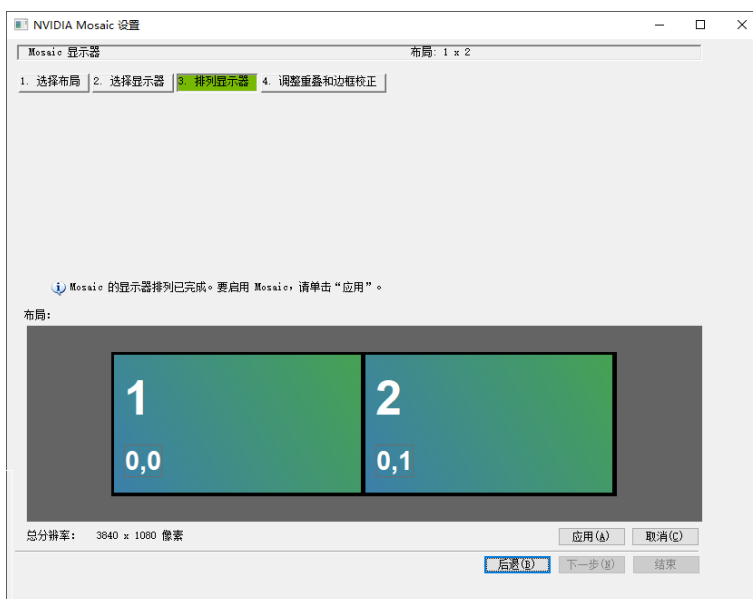 NVIDIA Mosaic 设置
Mosaic 显示器 布局: 1 x 2
1. 选择布局 2. 选择显示器 3. 排列显示器 4. 调整重叠和边框校正
Mosaic 的显示器排列已完成。要启用 Mosaic，请单击“应用”。
布局:
1 2
0,0 0,1
总分辨率: 3840 x 1080 像素 应用(A) 取消(C)
后退(B) 下一步(N) 结束